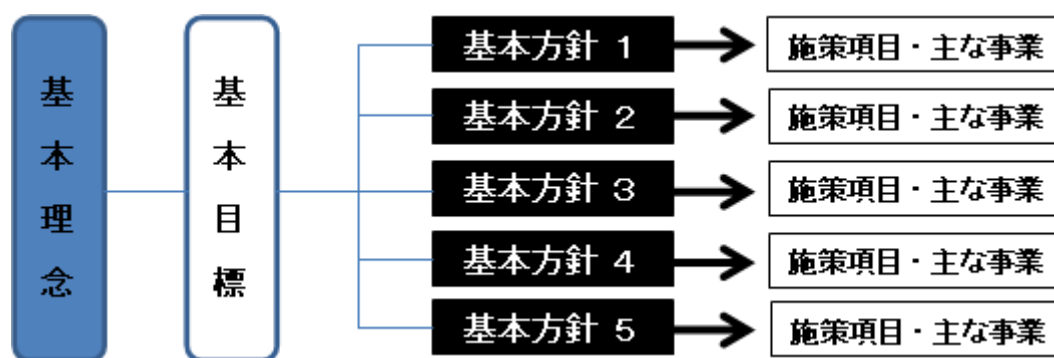 基本理念
基本目標
基本方針 1
施策項目・主な事業
基本方針 2
施策項目・主な事業
基本方針 3
施策項目・主な事業
基本方針 4
施策項目・主な事業
基本方針 5
施策項目・主な事業